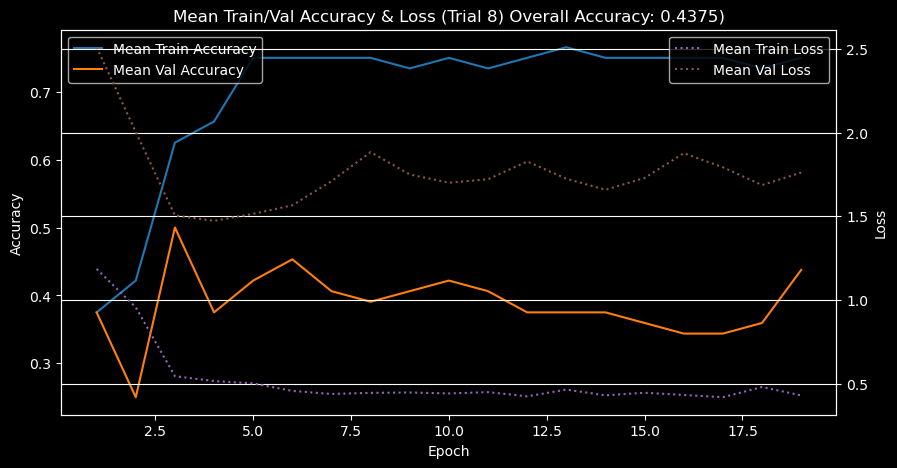 Mean Train/Val Accuracy & Loss (Trial 8) Overall Accuracy: 0.4375)
Mean Train Accuracy
Mean Val Accuracy
Mean Train Loss
Mean Val Loss
Accuracy
0.7
0.6
0.5
0.4
0.3
2.5
2.0
1.5
1.0
0.5
Loss
2.5 5.0 7.5 10.0 12.5 15.0 17.5
Epoch